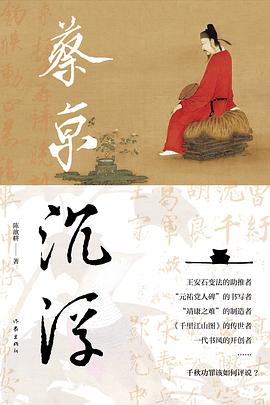 蔡京
沉浮
陈歆耕 著
王安石变法的助推者
“元祐党人碑”的书写者
“靖康之难”的制造者
《千里江山图》的传世者
一代书风的开创者
……
千秋功罪该如何评说？
作家出版社